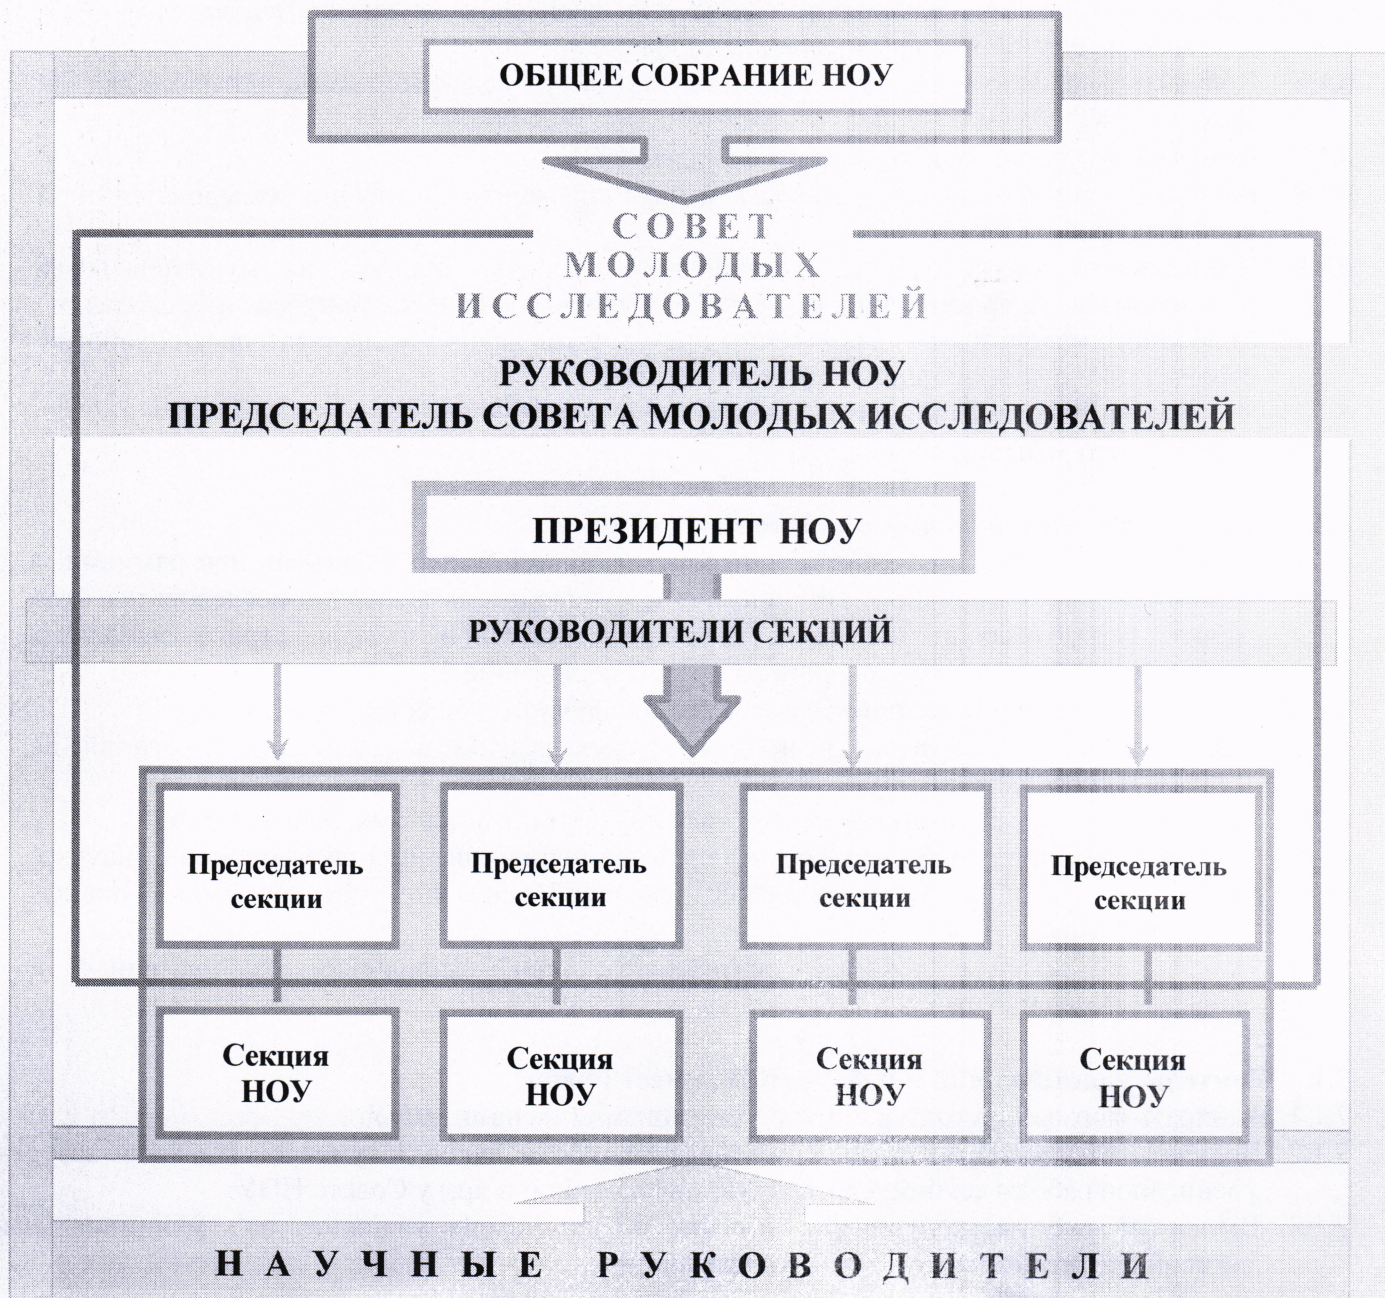 ОБЩЕЕ СОБРАНИЕ НОУ
СОВЕТ
МОЛОДЫХ
ИССЛЕДОВАТЕЛЕЙ
РУКОВОДИТЕЛЬ НОУ
ПРЕДСЕДАТЕЛЬ СОВЕТА МОЛОДЫХ ИССЛЕДОВАТЕЛЕЙ
ПРЕЗИДЕНТ НОУ
РУКОВОДИТЕЛИ СЕКЦИЙ
Председатель
секции
Председатель
секции
Председатель
секции
Председатель
секции
Секция
НОУ
Секция
НОУ
Секция
НОУ
Секция
НОУ
НАУЧНЫЕ РУКОВОДИТЕЛИ